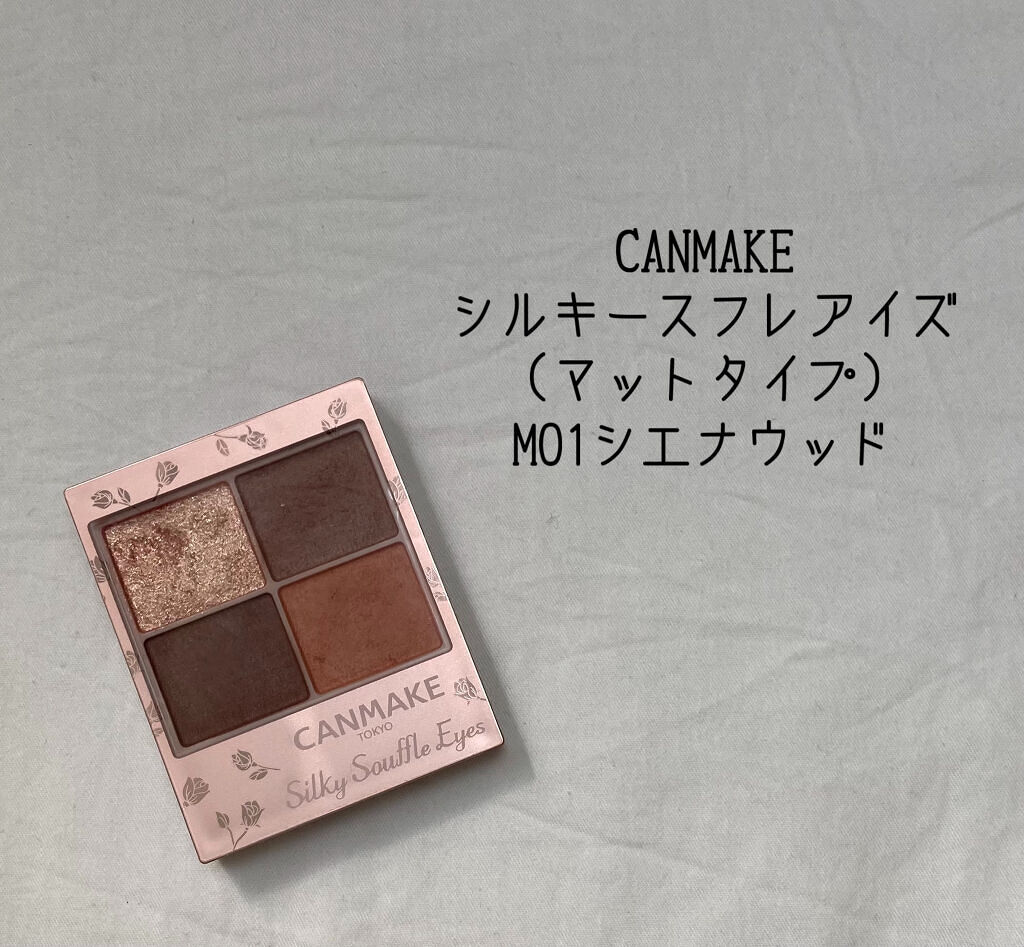 CANMAKE
シルキースフレアイズ
（マットタイプ）
M01シエナウッド
CANMAKE
TOKYO
Silky Souffle Eyes